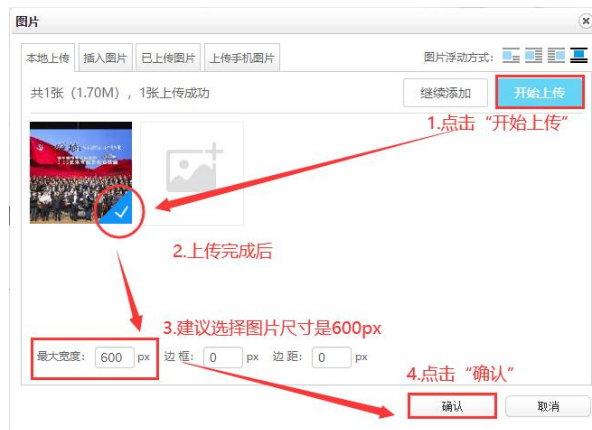 图片
本地上传 插入图片 已上传图片 上传手机图片 图片浮动方式:
共1张 (1.70M) ，1张上传成功 继续添加 开始上传
1.点击“开始上传”
2.上传完成后
3.建议选择图片尺寸是600px
最大宽度: 600 px 边框: 0 px 边距: 0 px
4.点击“确认”
确认 取消